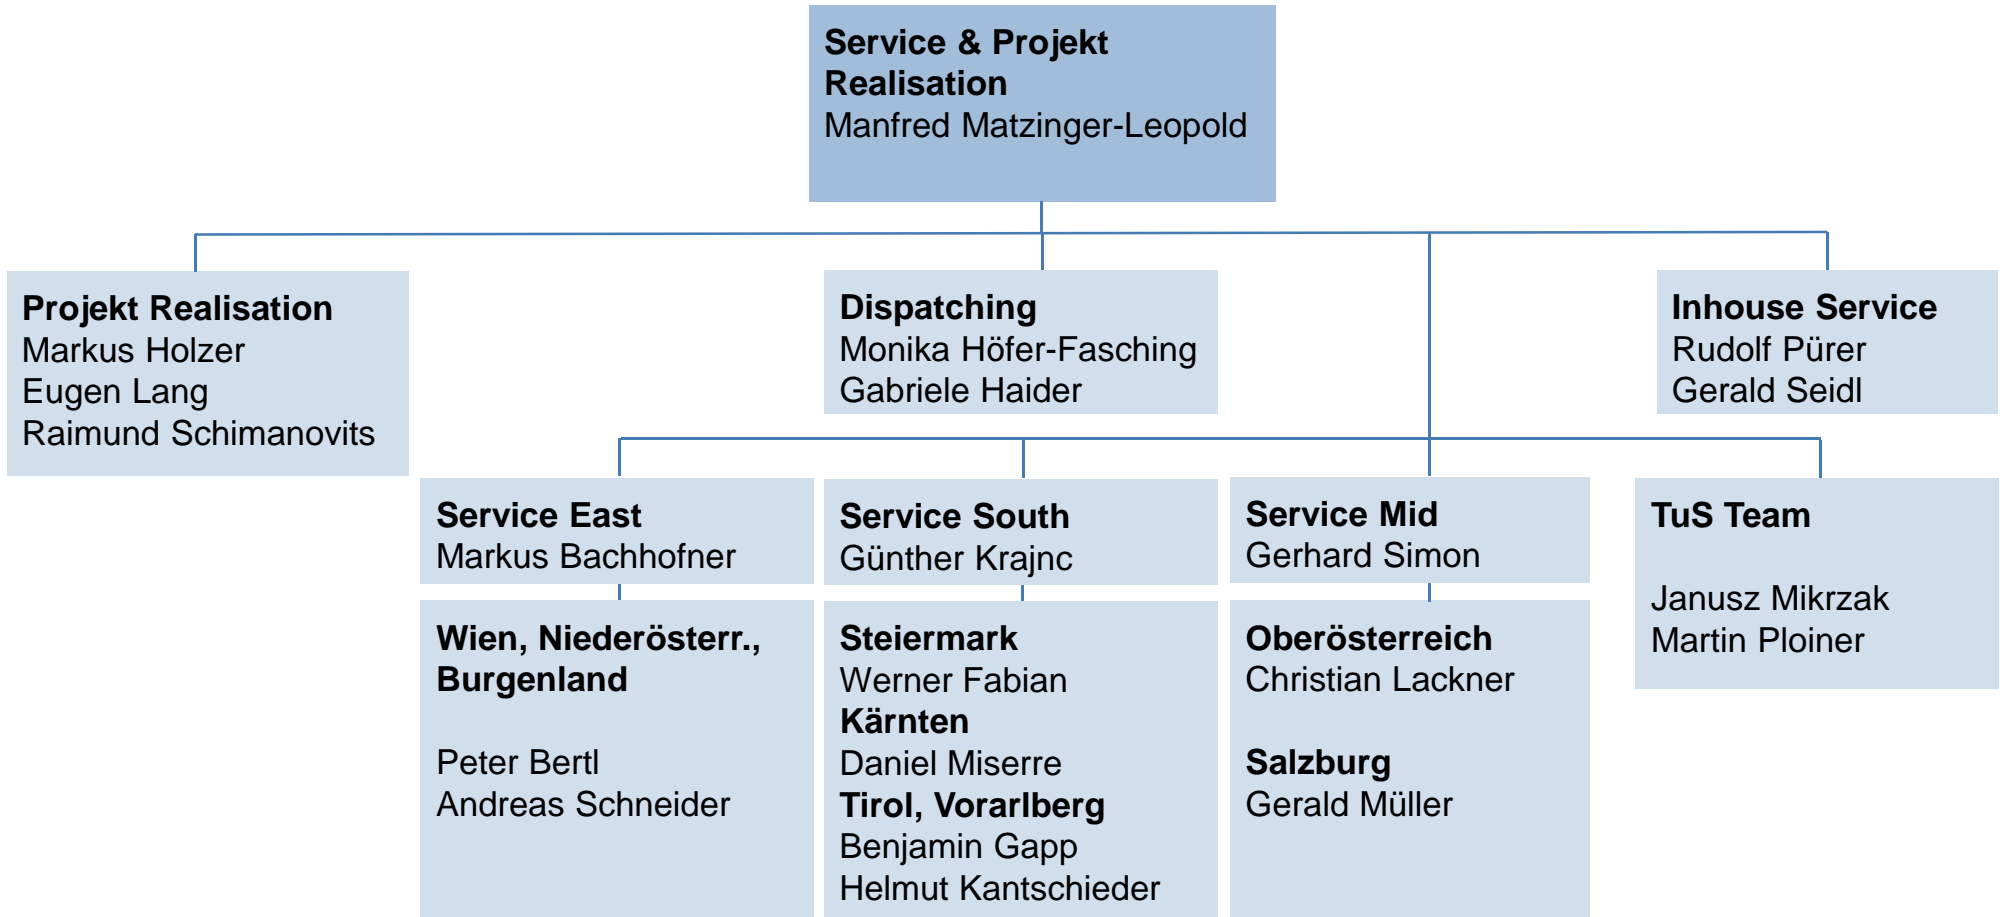 Service & Projekt
Realisation
Manfred Matzinger-Leopold
Projekt Realisation
Markus Holzer
Eugen Lang
Raimund Schimanovits
Dispatching
Monika Höfer-Fasching
Gabriele Haider
Inhouse Service
Rudolf Pürer
Gerald Seidl
Service East
Markus Bachhofner
Wien, Niederösterr.,
Burgenland
Peter Bertl
Andreas Schneider
Service South
Günther Krajnc
Steiermark
Werner Fabian
Kärnten
Daniel Miserre
Tirol, Vorarlberg
Benjamin Gapp
Helmut Kantschieder
Service Mid
Gerhard Simon
Oberösterreich
Christian Lackner
Salzburg
Gerald Müller
TuS Team
Janusz Mikrzak
Martin Ploiner